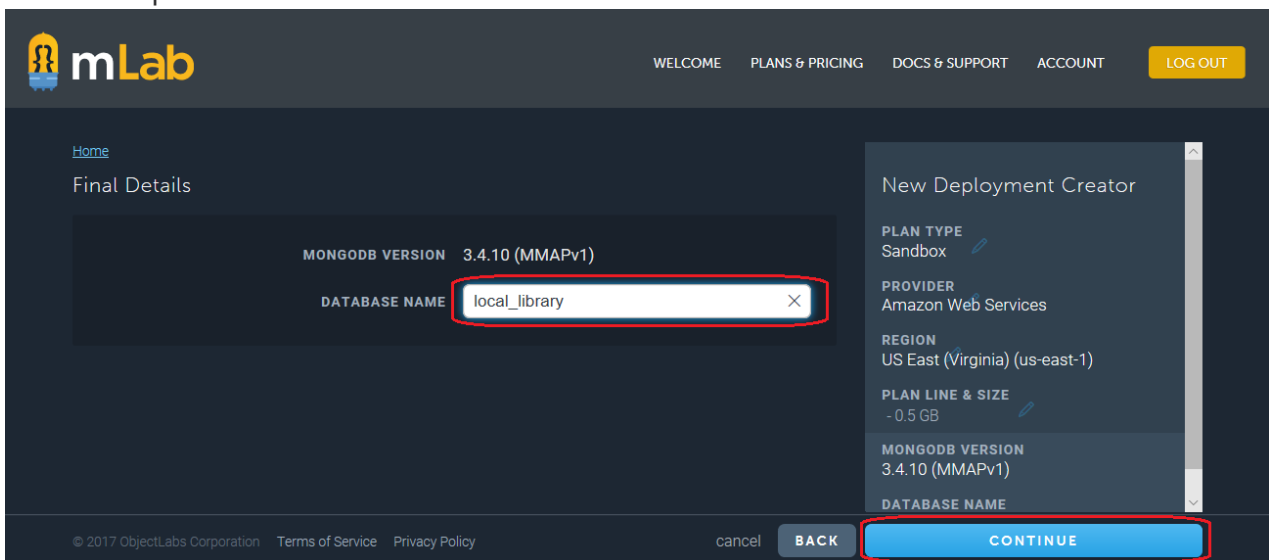 mLab
WELCOME PLANS & PRICING DOCS & SUPPORT ACCOUNT LOG OUT
Home
Final Details
MONGODB VERSION 3.4.10 (MMAPv1)
DATABASE NAME local_library
New Deployment Creator
PLAN TYPE
Sandbox
PROVIDER
Amazon Web Services
REGION
US East (Virginia) (us-east-1)
PLAN LINE & SIZE
- 0.5 GB
MONGODB VERSION
3.4.10 (MMAPv1)
DATABASE NAME
© 2017 ObjectLabs Corporation Terms of Service Privacy Policy cancel BACK CONTINUE